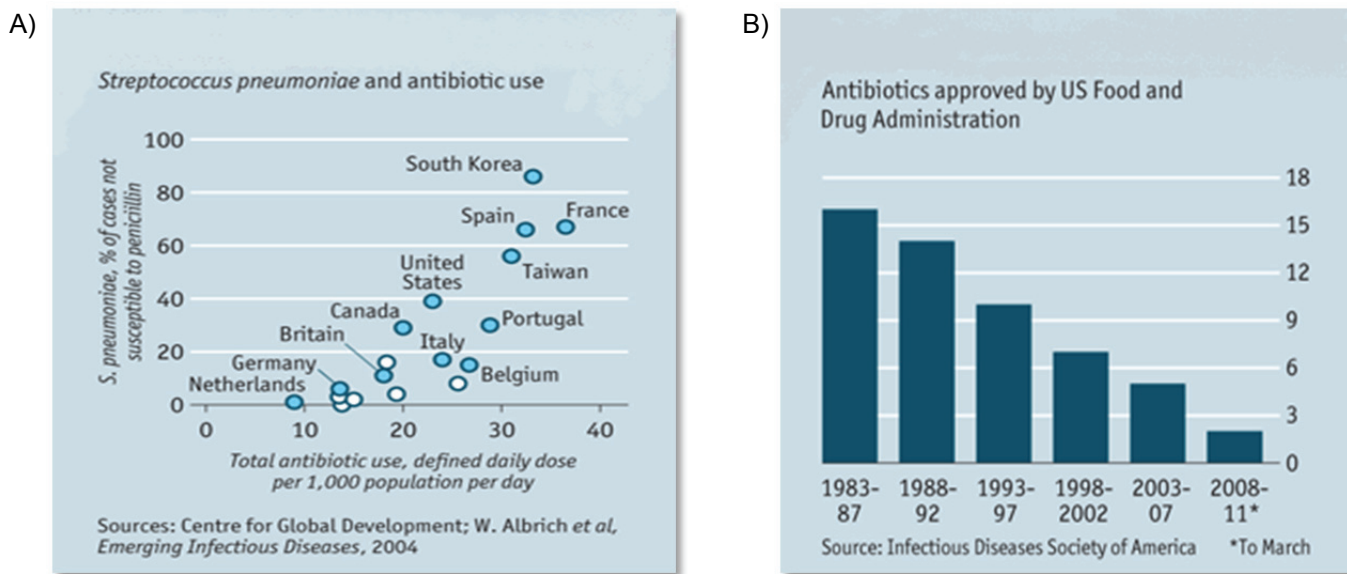 A)
Streptococcus pneumoniae and antibiotic use
S. pneumoniae, % of cases not
susceptible to peniciillin
100
80
60
40
20
0
South Korea
Spain
France
Taiwan
United
States
Canada
Portugal
Britain
Italy
Germany
Belgium
Netherlands
0 10 20 30 40
Total antibiotic use, defined daily dose
per 1,000 population per day
Sources: Centre for Global Development; W. Albrich et al,
Emerging Infectious Diseases, 2004
B)
Antibiotics approved by US Food and
Drug Administration
18
15
12
9
6
3
0
1983- 1988- 1993- 1998- 2003- 2008-
87 92 97 2002 07 11*
Source: Infectious Diseases Society of America *To March